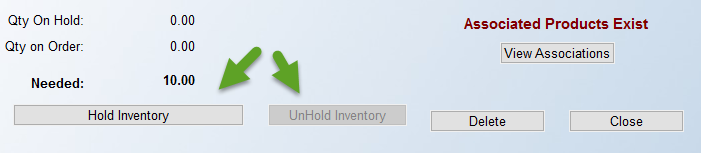 Qty On Hold: 0.00
Associated Products Exist
Qty on Order: 0.00
View Associations
Needed: 10.00
Hold Inventory
UnHold Inventory
Delete
Close